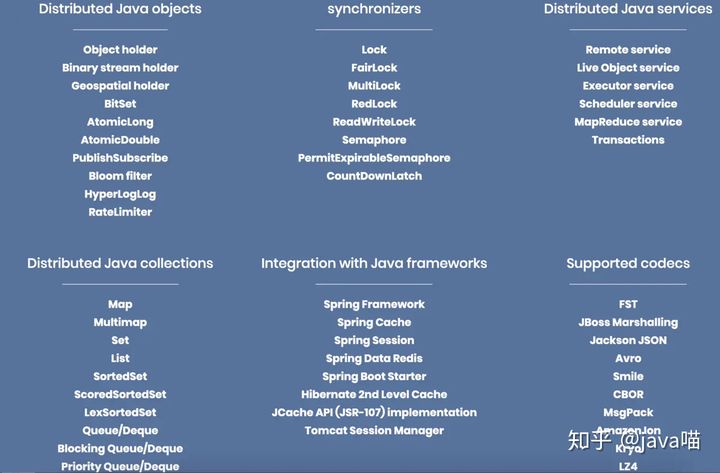 Distributed Java objects
Object holder
Binary stream holder
Geospatial holder
BitSet
AtomicLong
AtomicDouble
PublishSubscribe
Bloom filter
HyperLogLog
RateLimiter
synchronizers
Lock
FairLock
MultiLock
RedLock
ReadWriteLock
Semaphore
PermitExpirableSemaphore
CountDownLatch
Distributed Java services
Remote service
Live Object service
Executor service
Scheduler service
MapReduce service
Transactions
Distributed Java collections
Map
Multimap
Set
List
SortedSet
ScoredSortedSet
LexSortedSet
Queue/Deque
Blocking Queue/Deque
Priority Queue/Deque
Integration with Java frameworks
Spring Framework
Spring Cache
Spring Session
Spring Data Redis
Spring Boot Starter
Hibernate 2nd Level Cache
JCache API (JSR-107) implementation
Tomcat Session Manager
Supported codecs
FST
JBoss Marshalling
Jackson JSON
Avro
Smile
CBOR
MsgPack
AmazonIon
Kryo
LZ4
知乎 @java喵